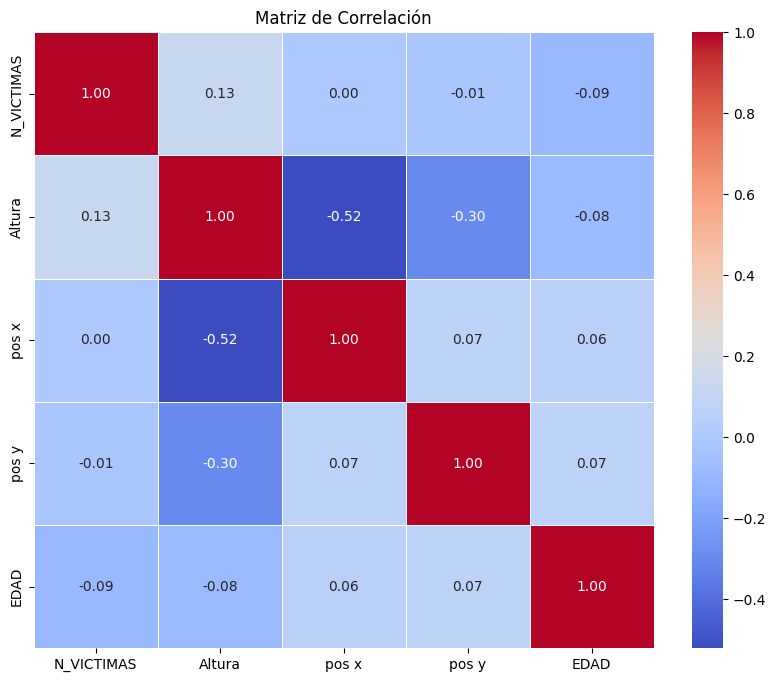 Matriz de Correlación
N_VICTIMAS 1.00 0.13 0.00 -0.01 -0.09
Altura 0.13 1.00 -0.52 -0.30 -0.08
pos x 0.00 -0.52 1.00 0.07 0.06
pos y -0.01 -0.30 0.07 1.00 0.07
EDAD -0.09 -0.08 0.06 0.07 1.00
N_VICTIMAS Altura pos x pos y EDAD
1.0
0.8
0.6
0.4
0.2
0.0
−0.2
−0.4